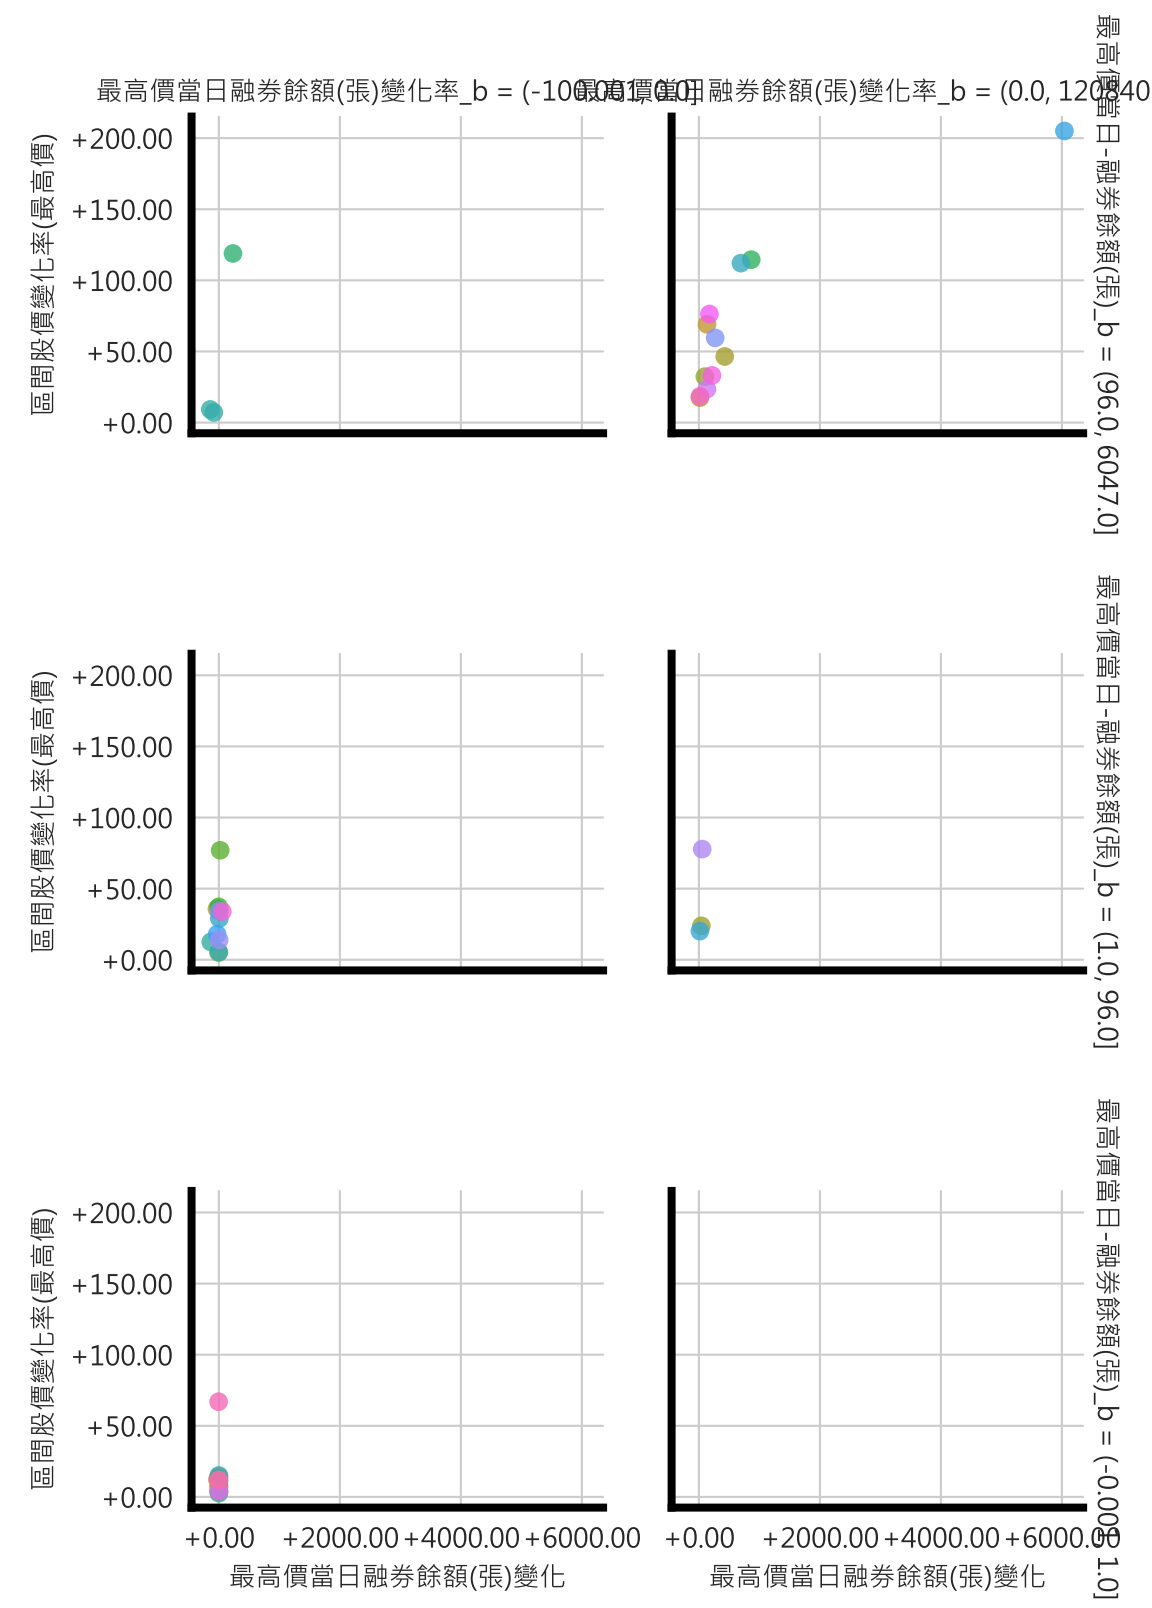 最高價當日融券餘額(張)變化率_b = (-100.001, 0.0]
最高價當日融券餘額(張)變化率_b = (0.0, 120840
最高價當日-融券餘額(張)_b = (96.0, 6047.0]
區間股價變化率(最高價)
+200.00
+150.00
+100.00
+50.00
+0.00
最高價當日-融券餘額(張)_b = (1.0, 96.0]
區間股價變化率(最高價)
+200.00
+150.00
+100.00
+50.00
+0.00
最高價當日-融券餘額(張)_b = (-0.001, 1.0]
區間股價變化率(最高價)
+200.00
+150.00
+100.00
+50.00
+0.00
+0.00 +2000.00 +4000.00 +6000.00 +0.00 +2000.00 +4000.00 +6000.00
最高價當日融券餘額(張)變化 最高價當日融券餘額(張)變化